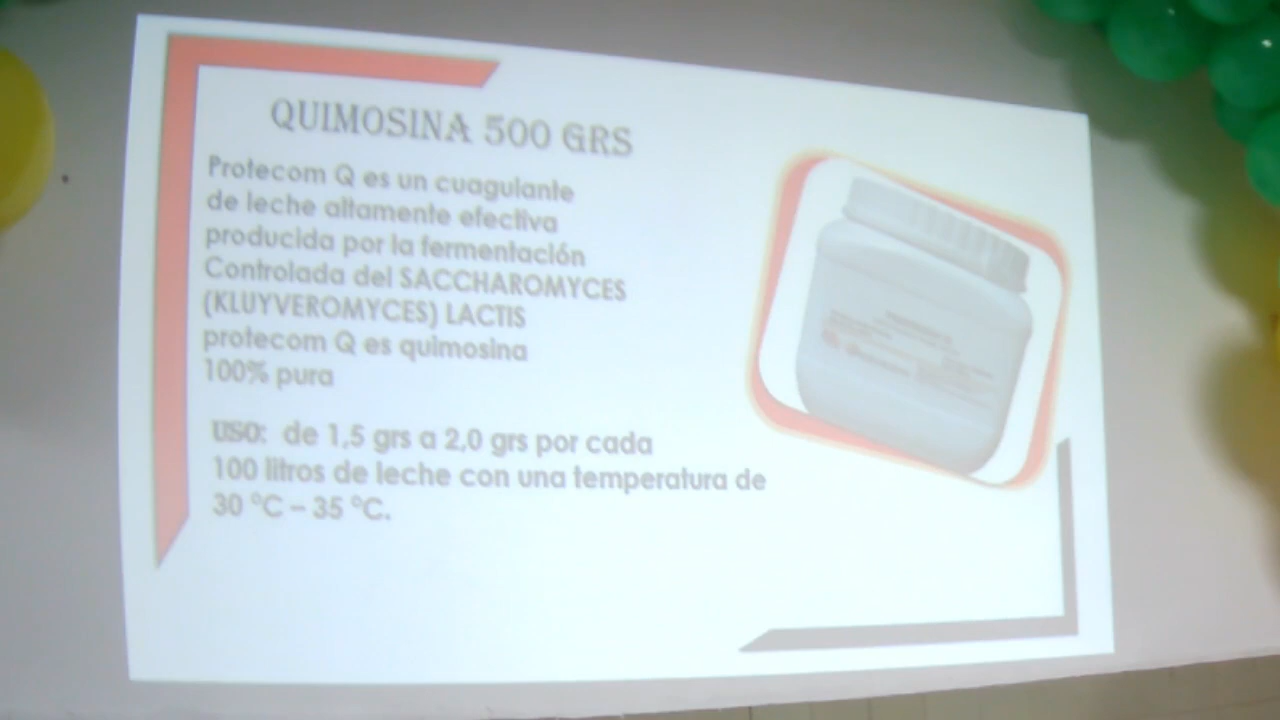 QUIMOSINA 500 GRS
Protecom Q es un cuagulante
de leche altamente efectiva
producida por la fermentación
Controlada del SACCHAROMYCES
(KLUYVEROMYCES) LACTIS
protecom Q es quimosina
100% pura
USO: de 1,5 grs a 2,0 grs por cada
100 litros de leche con una temperatura de
30 °C – 35 °C.